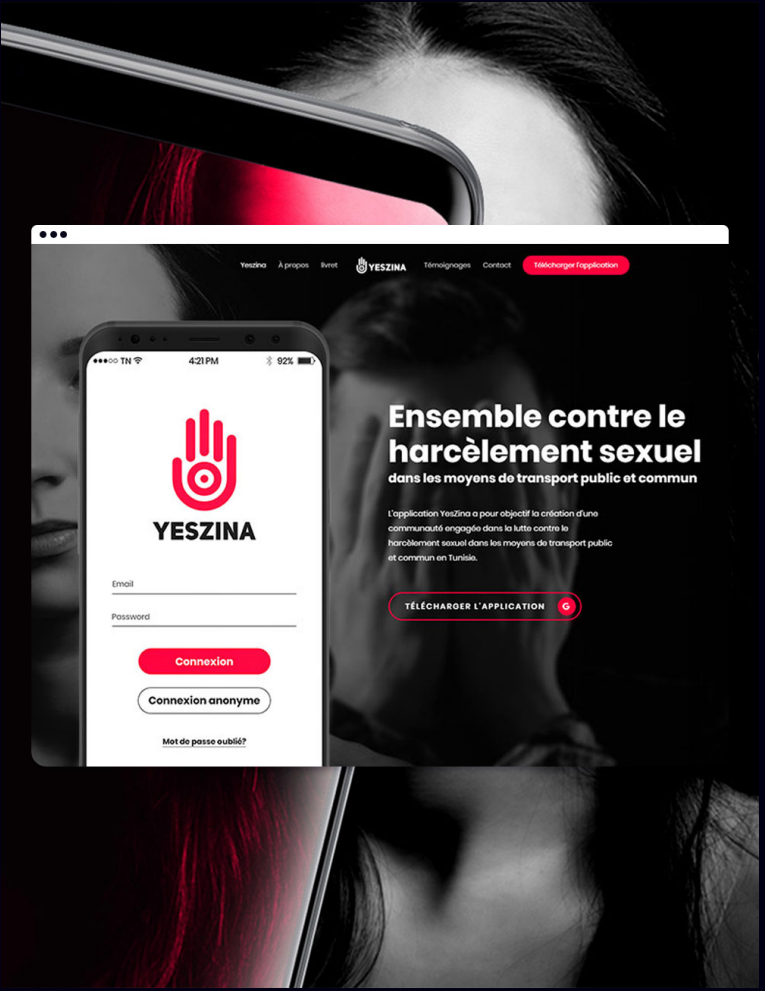 Yeszina À propos livret YESZINA Témoignages Contact Télécharger l'application
TN 4:21 PM 92%
YESZINA
Email
Password
Connexion
Connexion anonyme
Mot de passe oublié?
Ensemble contre le
harcèlement sexuel
dans les moyens de transport public et commun
L'application YesZina a pour objectif la création d'une
communauté engagée dans la lutte contre le
harcèlement sexuel dans les moyens de transport public
et commun en Tunisie.
TÉLÉCHARGER L'APPLICATION G